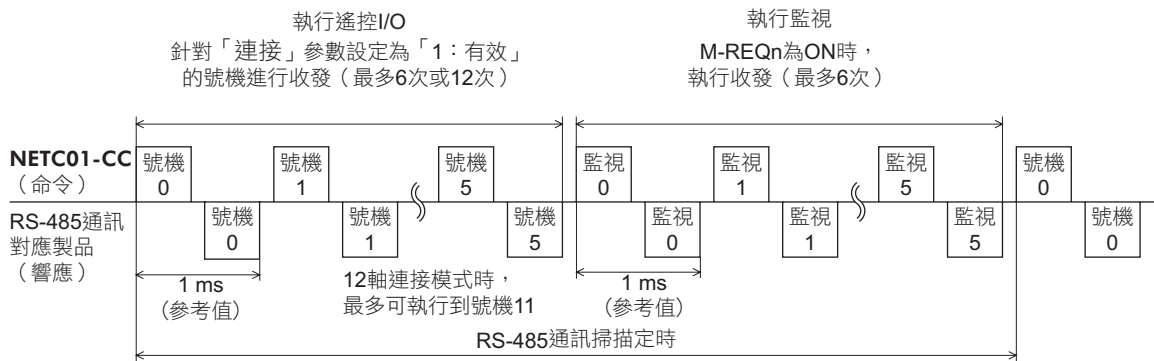 執行遙控I/O
針對「連接」參數設定為「1：有效」
的號機進行收發（最多6次或12次）
執行監視
M-REQn為ON時，
執行收發（最多6次）
NETC01-CC
（命令）
號機
0
號機
1
號機
5
監視
0
監視
1
監視
5
號機
0
RS-485通訊
對應製品
（響應）
號機
0
號機
1
號機
5
監視
0
監視
1
監視
5
號機
0
1 ms
(參考值)
12軸連接模式時，
最多可執行到號機11
1 ms
(參考值)
RS-485通訊掃描定時